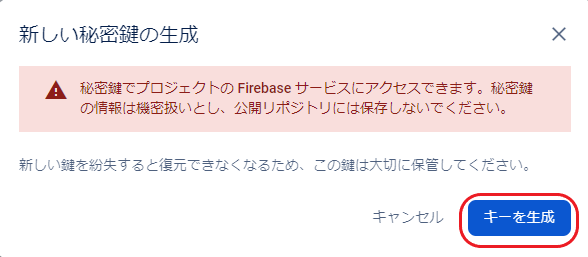 新しい秘密鍵の生成
秘密鍵でプロジェクトの Firebase サービスにアクセスできます。秘密鍵
の情報は機密扱いとし、公開リポジトリには保存しないでください。
新しい鍵を紛失すると復元できなくなるため、この鍵は大切に保管してください。
キャンセル
キーを生成